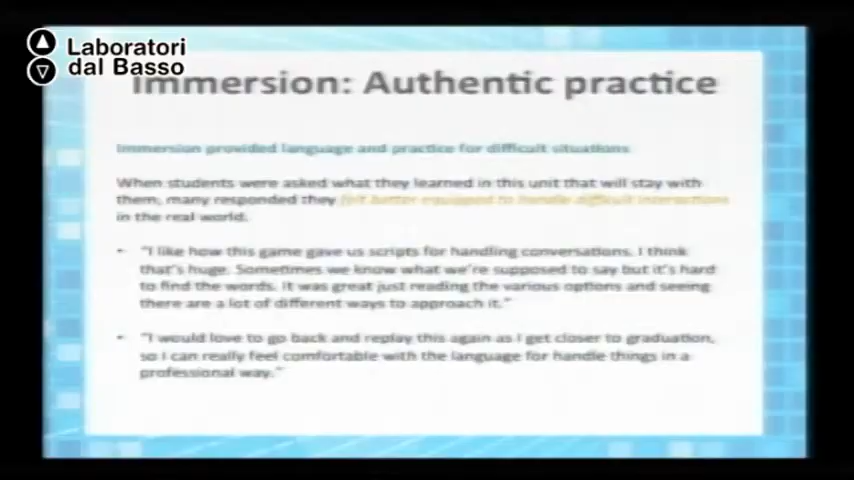 Laboratori
dal Basso
Immersion: Authentic practice
Immersion provided language and practice for difficult situations
When students were asked what they learned in this unit that will stay with
them, many responded they felt better equipped to handle difficult interactions
in the real world.
• "I like how this game gave us scripts for handling conversations. I think
that's huge. Sometimes we know what we're supposed to say but it's hard
to find the words. It was great just reading the various options and seeing
there are a lot of different ways to approach it."
• "I would love to go back and replay this again as I get closer to graduation,
so I can really feel comfortable with the language for handle things in a
professional way."